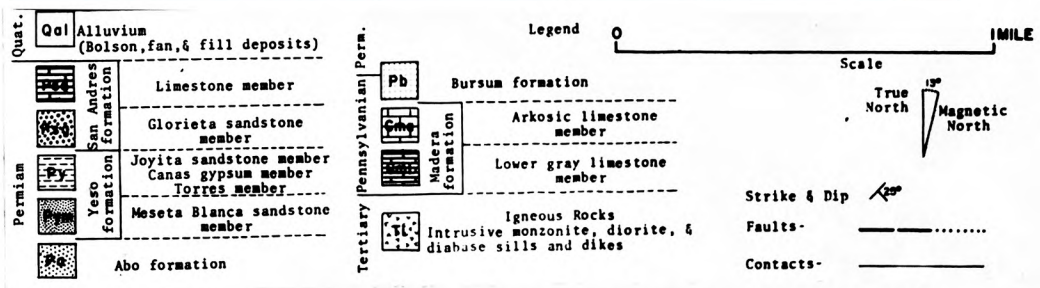 Quat.
Qal Alluvium
(Bolson,fan,& fill deposits)
Permiam
San Andres
formation
Limestone member
Glorieta sandstone
member
Yeso
formation
Py
Joyita sandstone member
Canas gypsum member
Torres member
Meseta Blanca sandstone
member
Pa
Abo formation
Legend
Perm.
Pennsylvanian
Pb
Bursum formation
Madera
formation
Arkosic limestone
member
Lower gray limestone
member
Tertiary
Ti
Igneous Rocks
Intrusive monzonite, diorite, &
diabase sills and dikes
0 1MILE
Scale
True
North
13°
Magnetic
North
Strike & Dip 25°
Faults-
Contacts-